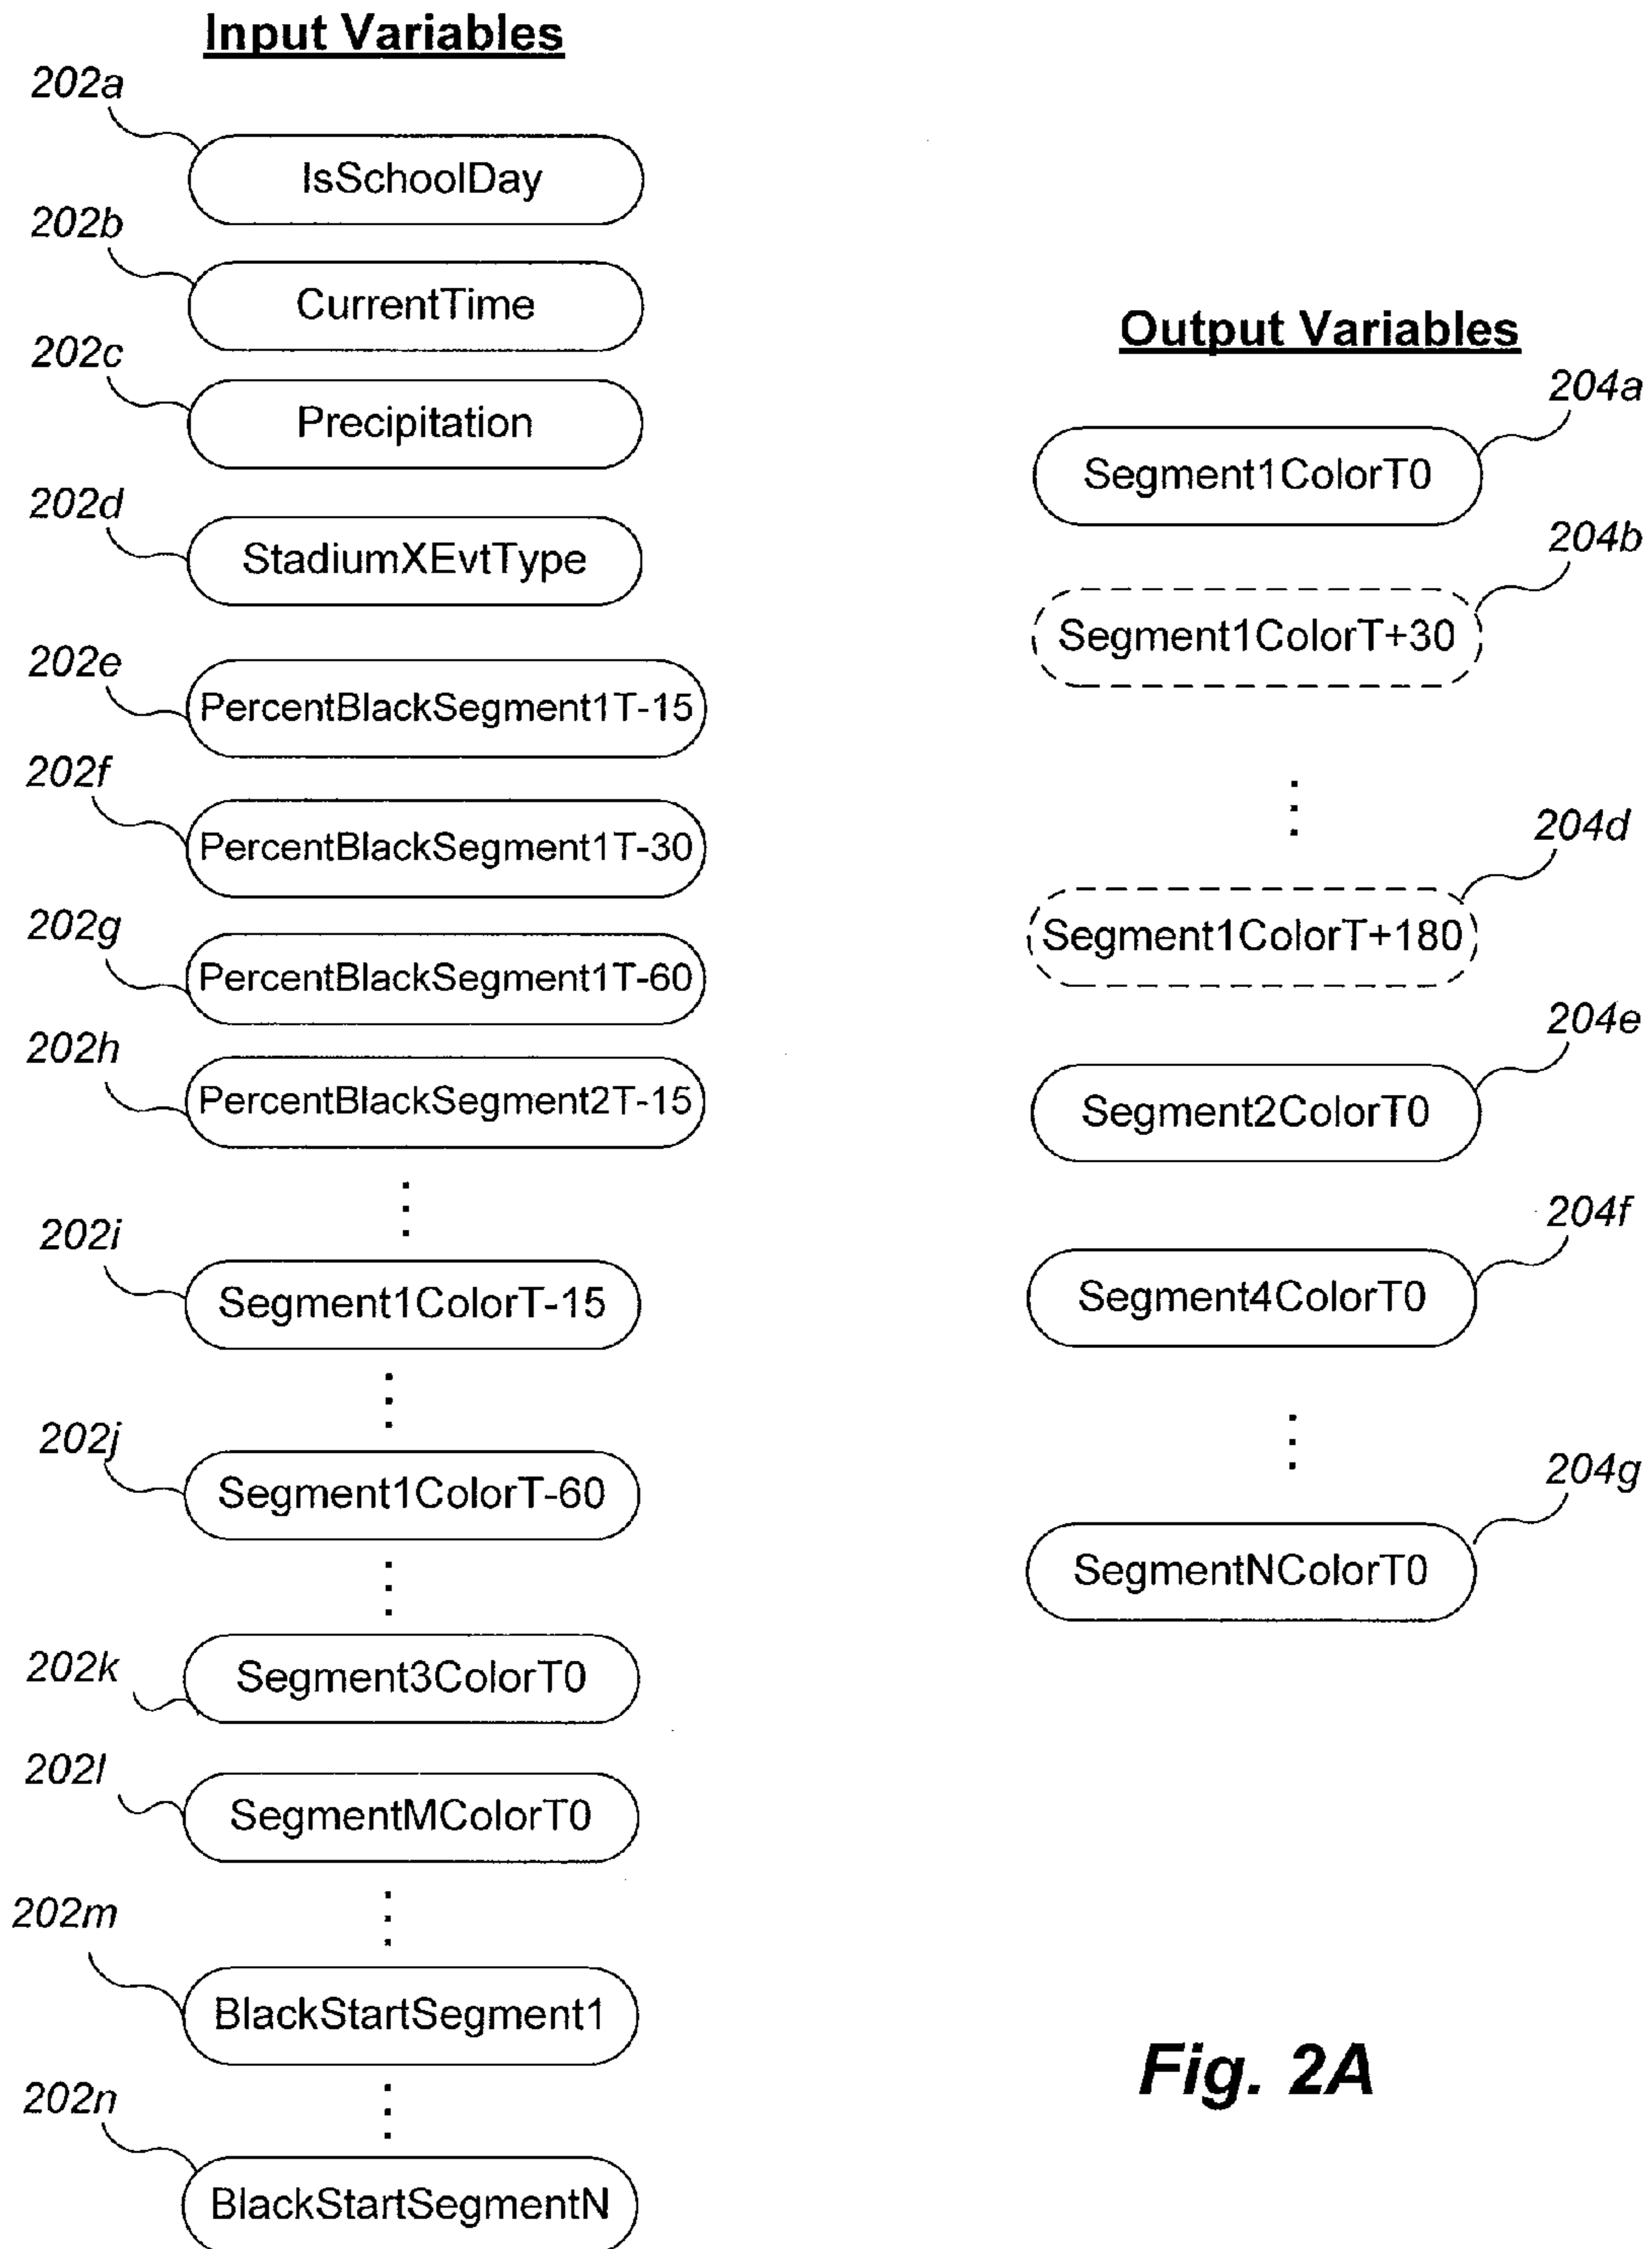 Input Variables
202a
IsSchoolDay
202b
CurrentTime
202c
Precipitation
202d
StadiumXEvtType
202e
PercentBlackSegment1T-15
202f
PercentBlackSegment1T-30
202g
PercentBlackSegment1T-60
202h
PercentBlackSegment2T-15
202i
Segment1ColorT-15
202j
Segment1ColorT-60
202k
Segment3ColorT0
202l
SegmentMColorT0
202m
BlackStartSegment1
202n
BlackStartSegmentN
Output Variables
204a
Segment1ColorT0
204b
Segment1ColorT+30
204d
Segment1ColorT+180
204e
Segment2ColorT0
204f
Segment4ColorT0
204g
SegmentNColorT0
Fig. 2A